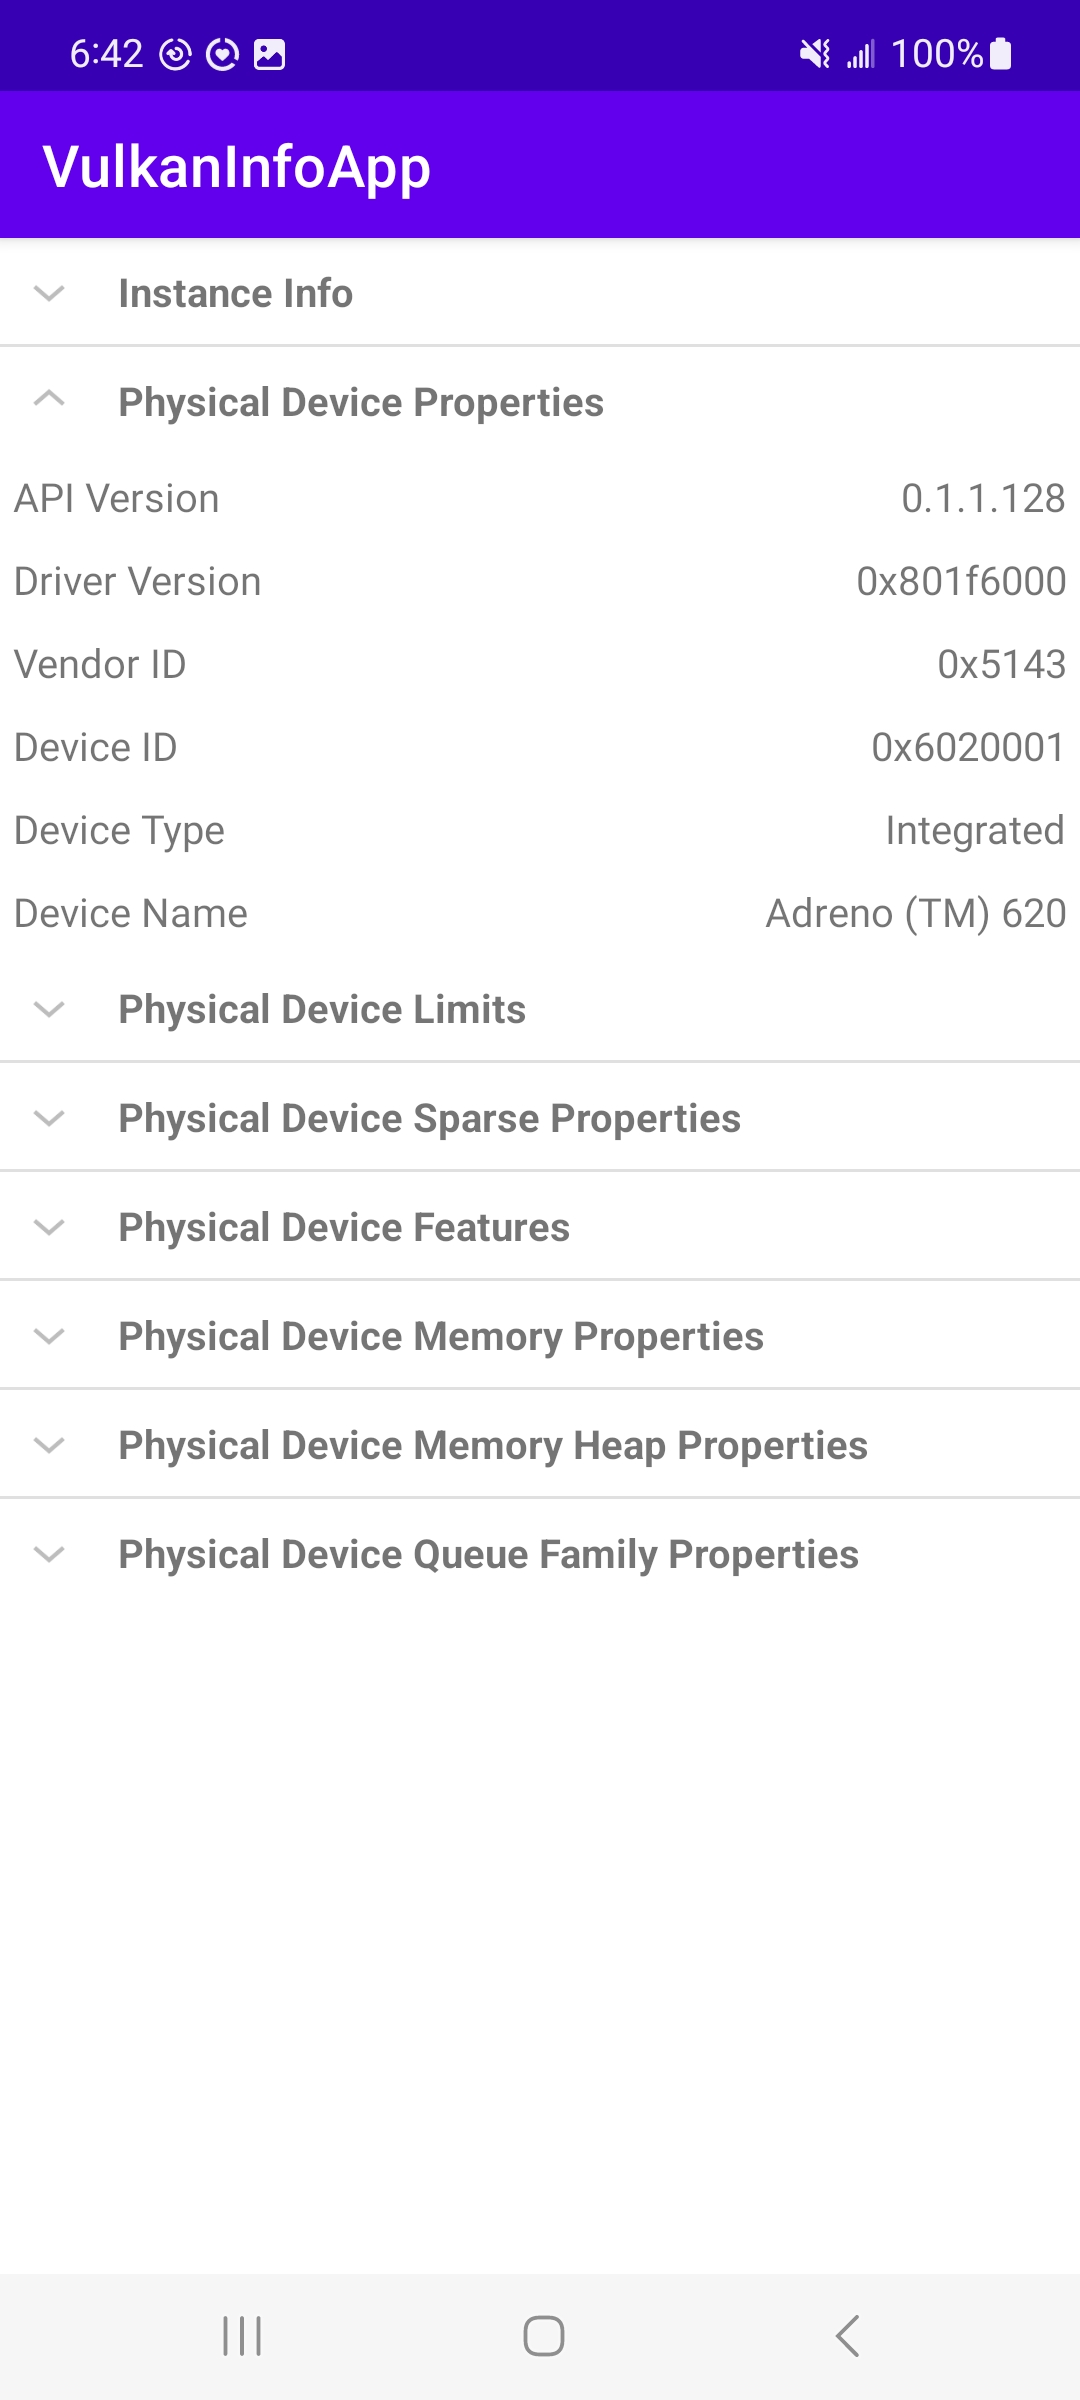 6:42 100%
VulkanInfoApp
Instance Info
Physical Device Properties
API Version 0.1.1.128
Driver Version 0x801f6000
Vendor ID 0x5143
Device ID 0x6020001
Device Type Integrated
Device Name Adreno (TM) 620
Physical Device Limits
Physical Device Sparse Properties
Physical Device Features
Physical Device Memory Properties
Physical Device Memory Heap Properties
Physical Device Queue Family Properties